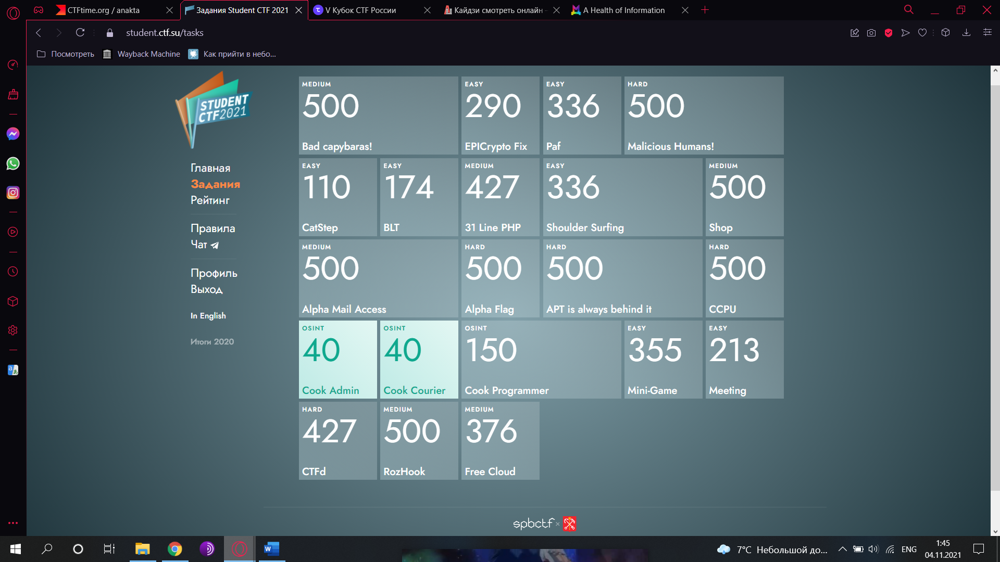 CTFtime.org / anakta
Задания Student CTF 2021
V Кубок CTF России
Кайдзи смотреть онлайн
A Health of Information
student.ctf.su/tasks
Посмотреть
Wayback Machine
Как прийти в небо...
STUDENT
CTF2021
Главная
Задания
Рейтинг
Правила
Чат
Профиль
Выход
In English
Итоги 2020
MEDIUM
500
Bad capybaras!
EASY
290
EPICrypto Fix
EASY
336
Paf
HARD
500
Malicious Humans!
EASY
110
CatStep
EASY
174
BLT
MEDIUM
427
31 Line PHP
EASY
336
Shoulder Surfing
MEDIUM
500
Shop
MEDIUM
500
Alpha Mail Access
HARD
500
Alpha Flag
HARD
500
APT is always behind it
HARD
500
CCPU
OSINT
40
Cook Admin
OSINT
40
Cook Courier
OSINT
150
Cook Programmer
EASY
355
Mini-Game
EASY
213
Meeting
HARD
427
CTFd
MEDIUM
500
RozHook
MEDIUM
376
Free Cloud
spbctf ×
7°C Небольшой до...
ENG
1:45
04.11.2021